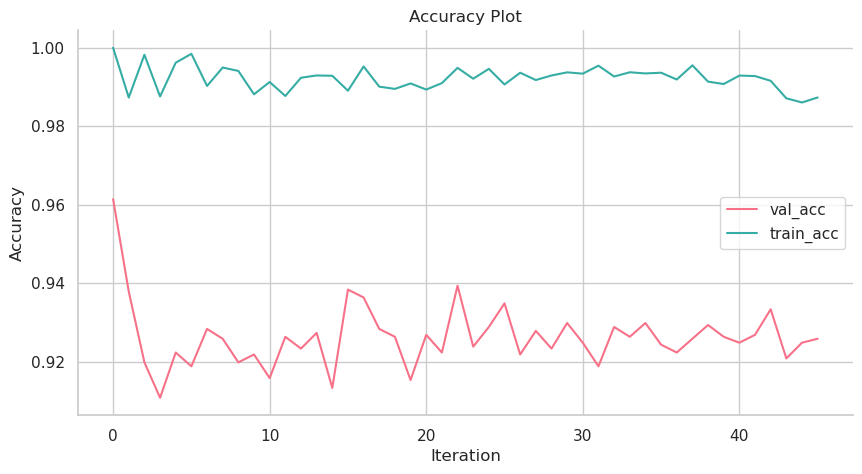 Accuracy Plot
1.00
0.98
0.96
0.94
0.92
Accuracy
val_acc
train_acc
0 10 20 30 40
Iteration